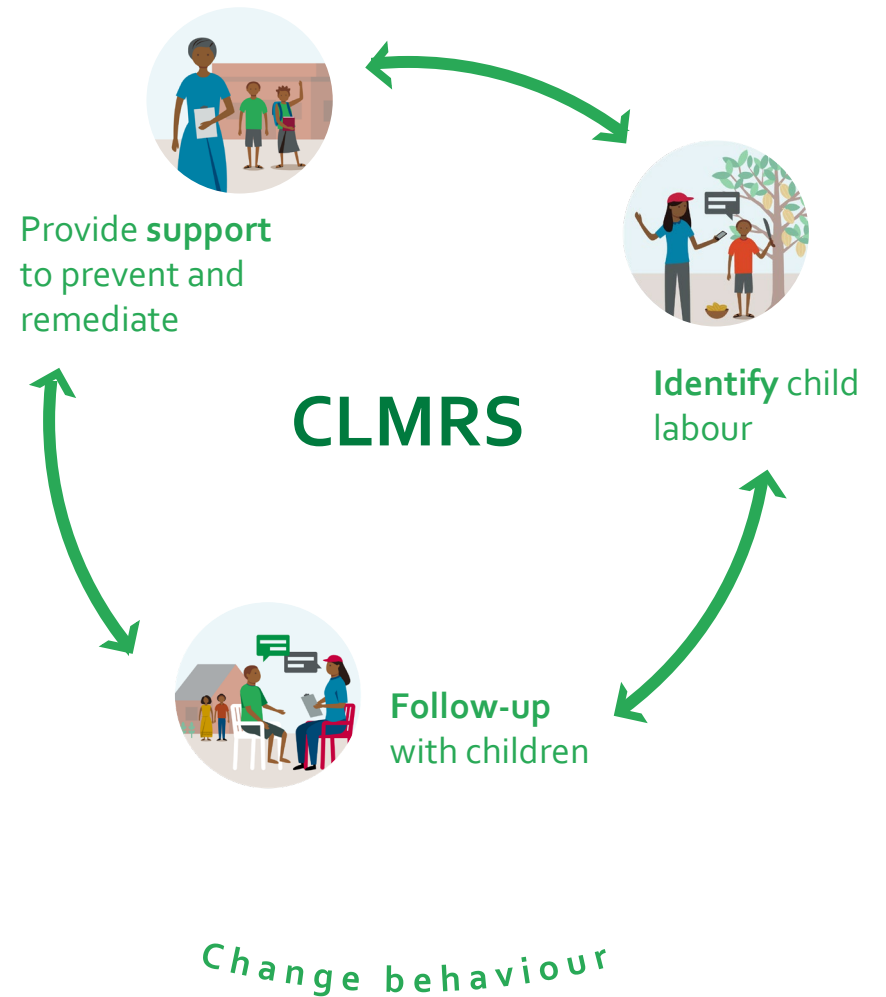 Provide support
to prevent and
remediate
CLMRS
Identify child
labour
Follow-up
with children
Change behaviour